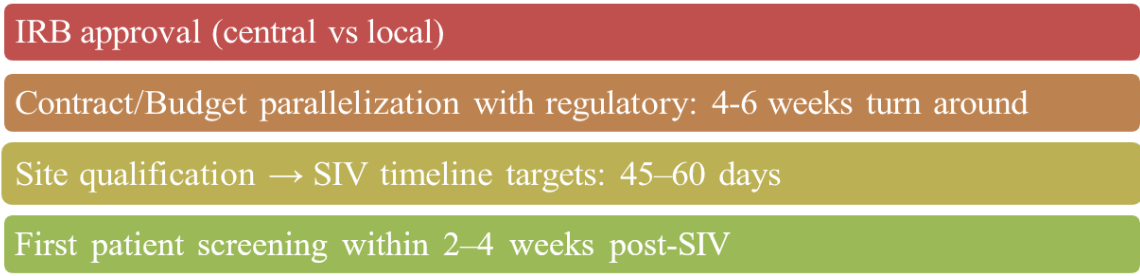 IRB approval (central vs local)
Contract/Budget parallelization with regulatory: 4-6 weeks turn around
Site qualification → SIV timeline targets: 45–60 days
First patient screening within 2–4 weeks post-SIV